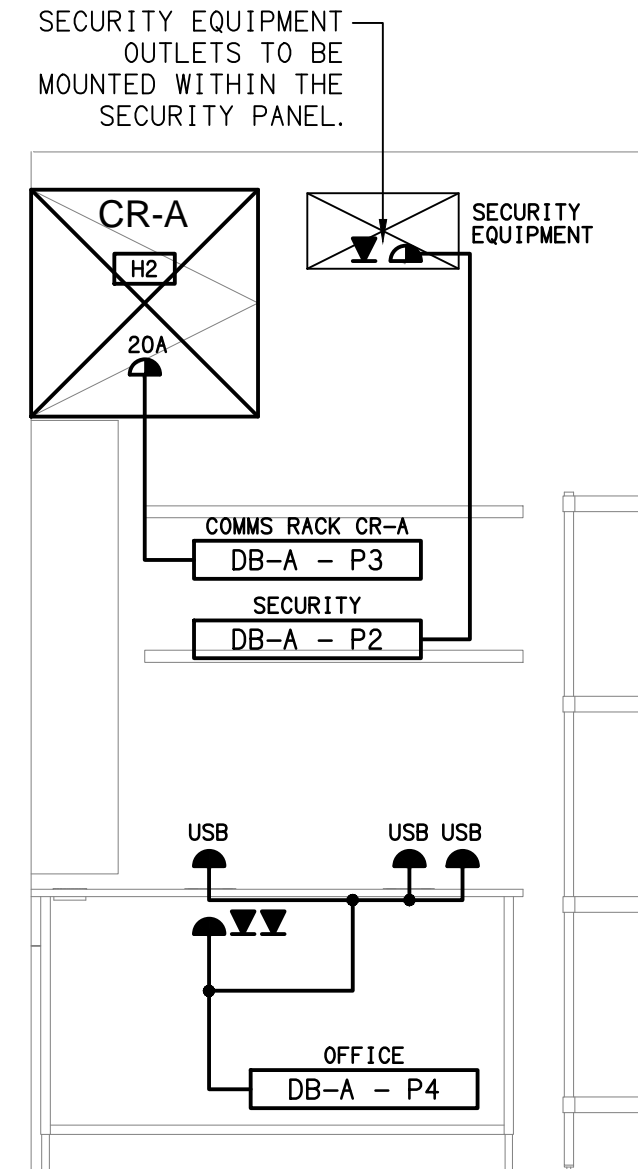 SECURITY EQUIPMENT
OUTLETS TO BE
MOUNTED WITHIN THE
SECURITY PANEL.
CR-A
H2
20A
SECURITY
EQUIPMENT
COMMS RACK CR-A
DB-A - P3
SECURITY
DB-A - P2
USB USB USB
OFFICE
DB-A - P4